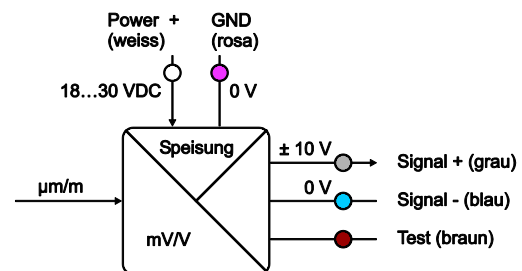 Power + GND
(weiss) (rosa)
18...30 VDC 0 V
Speisung
± 10 V Signal + (grau)
µm/m 0 V Signal - (blau)
mV/V Test (braun)